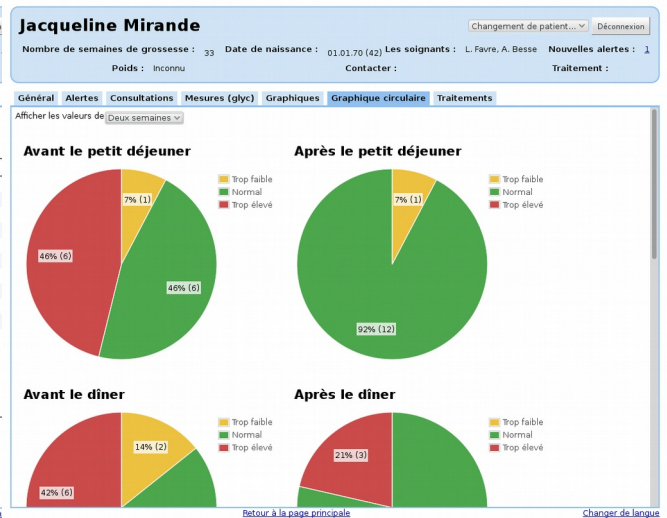 Jacqueline Mirande
Changement de patient...
Déconnexion
Nombre de semaines de grossesse : 33 Date de naissance : 01.01.70 (42) Les soignants : L. Favre, A. Besse Nouvelles alertes : 1
Poids : Inconnu Contacter : Traitement :
Général Alertes Consultations Mesures (glyc) Graphiques Graphique circulaire Traitements
Afficher les valeurs de Deux semaines
Avant le petit déjeuner
Trop faible
Normal
Trop élevé
7% (1)
46% (6)
46% (6)
Après le petit déjeuner
Trop faible
Normal
Trop élevé
7% (1)
92% (12)
Avant le dîner
Trop faible
Normal
Trop élevé
14% (2)
42% (6)
Après le dîner
Trop faible
Normal
Trop élevé
21% (3)
Retour à la page principale
Changer de langue